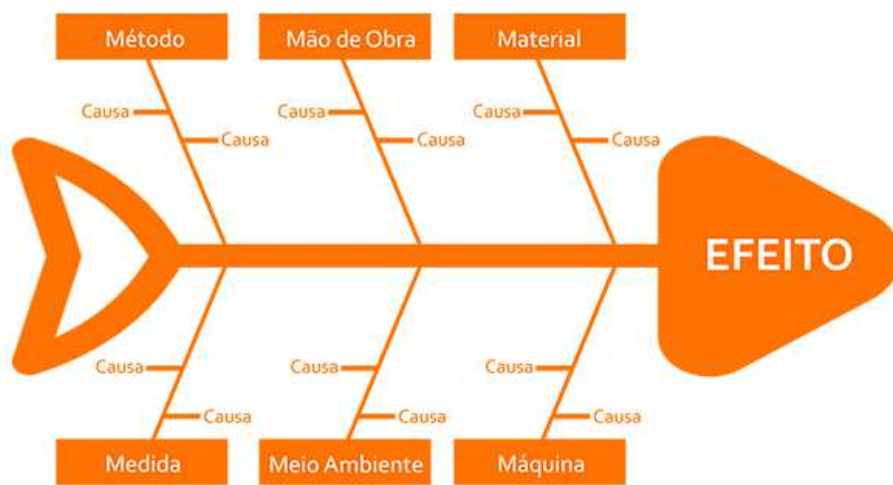 Método
Mão de Obra
Material
Causa
Causa
Causa
Causa
Causa
Causa
EFEITO
Causa
Causa
Causa
Causa
Causa
Causa
Medida
Meio Ambiente
Máquina